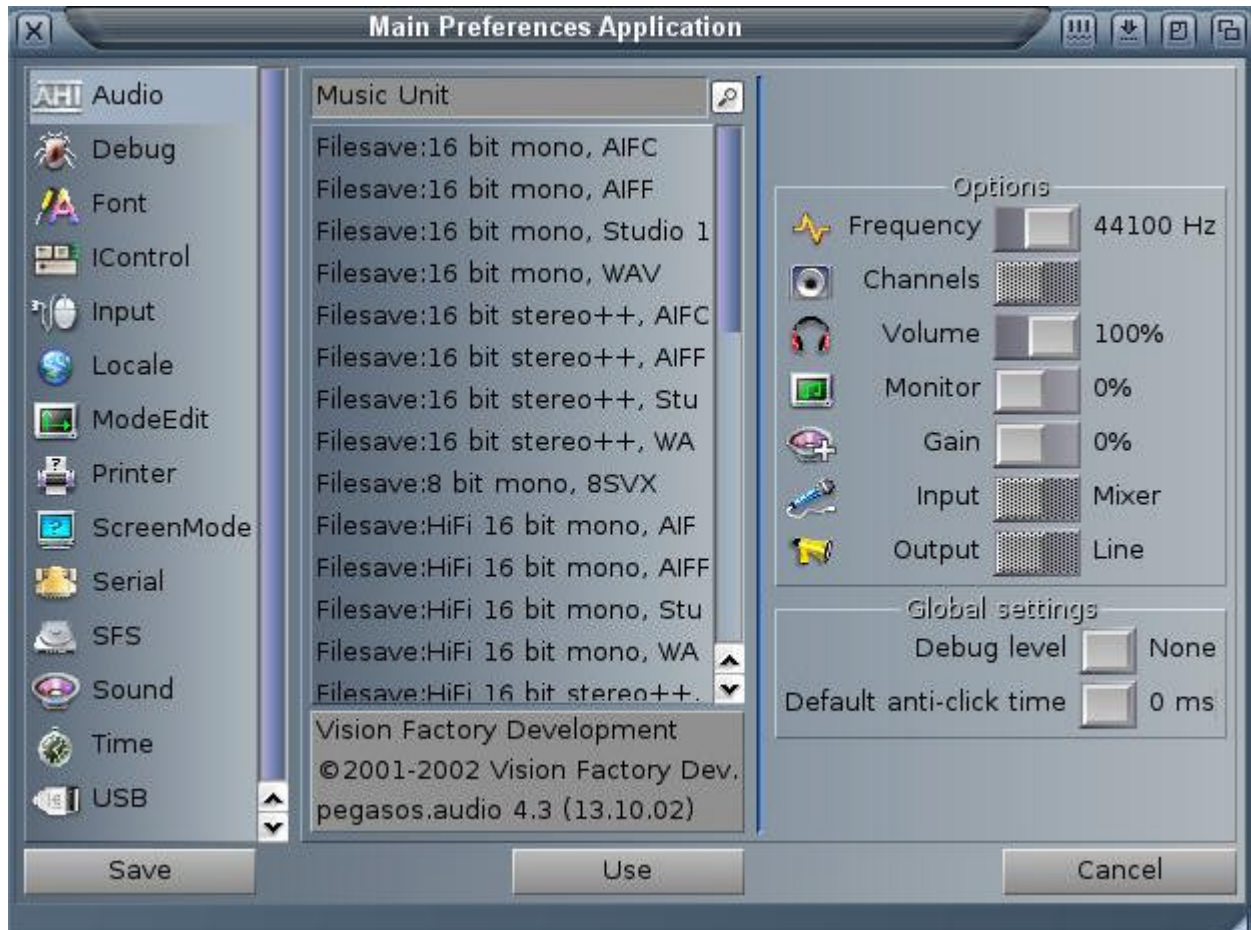 Main Preferences Application
AHI Audio
Debug
Font
IControl
Input
Locale
ModeEdit
Printer
ScreenMode
Serial
SFS
Sound
Time
USB
Music Unit
Filesave:16 bit mono, AIFC
Filesave:16 bit mono, AIFF
Filesave:16 bit mono, Studio 1
Filesave:16 bit mono, WAV
Filesave:16 bit stereo++, AIFC
Filesave:16 bit stereo++, AIFF
Filesave:16 bit stereo++, Stu
Filesave:16 bit stereo++, WA
Filesave:8 bit mono, 8SVX
Filesave:HiFi 16 bit mono, AIF
Filesave:HiFi 16 bit mono, AIFF
Filesave:HiFi 16 bit mono, Stu
Filesave:HiFi 16 bit mono, WA
Filesave:HiFi 16 bit stereo++,
Vision Factory Development
©2001-2002 Vision Factory Dev.
pegasos.audio 4.3 (13.10.02)
Options
Frequency 44100 Hz
Channels
Volume 100%
Monitor 0%
Gain 0%
Input Mixer
Output Line
Global settings
Debug level None
Default anti-click time 0 ms
Save
Use
Cancel